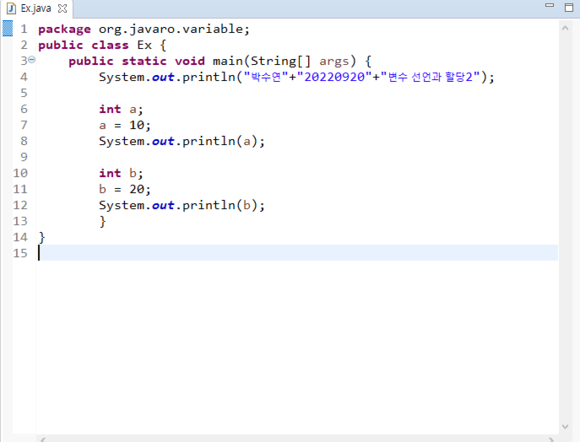 Ex.java
1 package org.javaro.variable;
2 public class Ex {
3 public static void main(String[] args) {
4 System.out.println("박수연"+"20220920"+"변수 선언과 할당2");
5
6 int a;
7 a = 10;
8 System.out.println(a);
9
10 int b;
11 b = 20;
12 System.out.println(b);
13 }
14 }
15